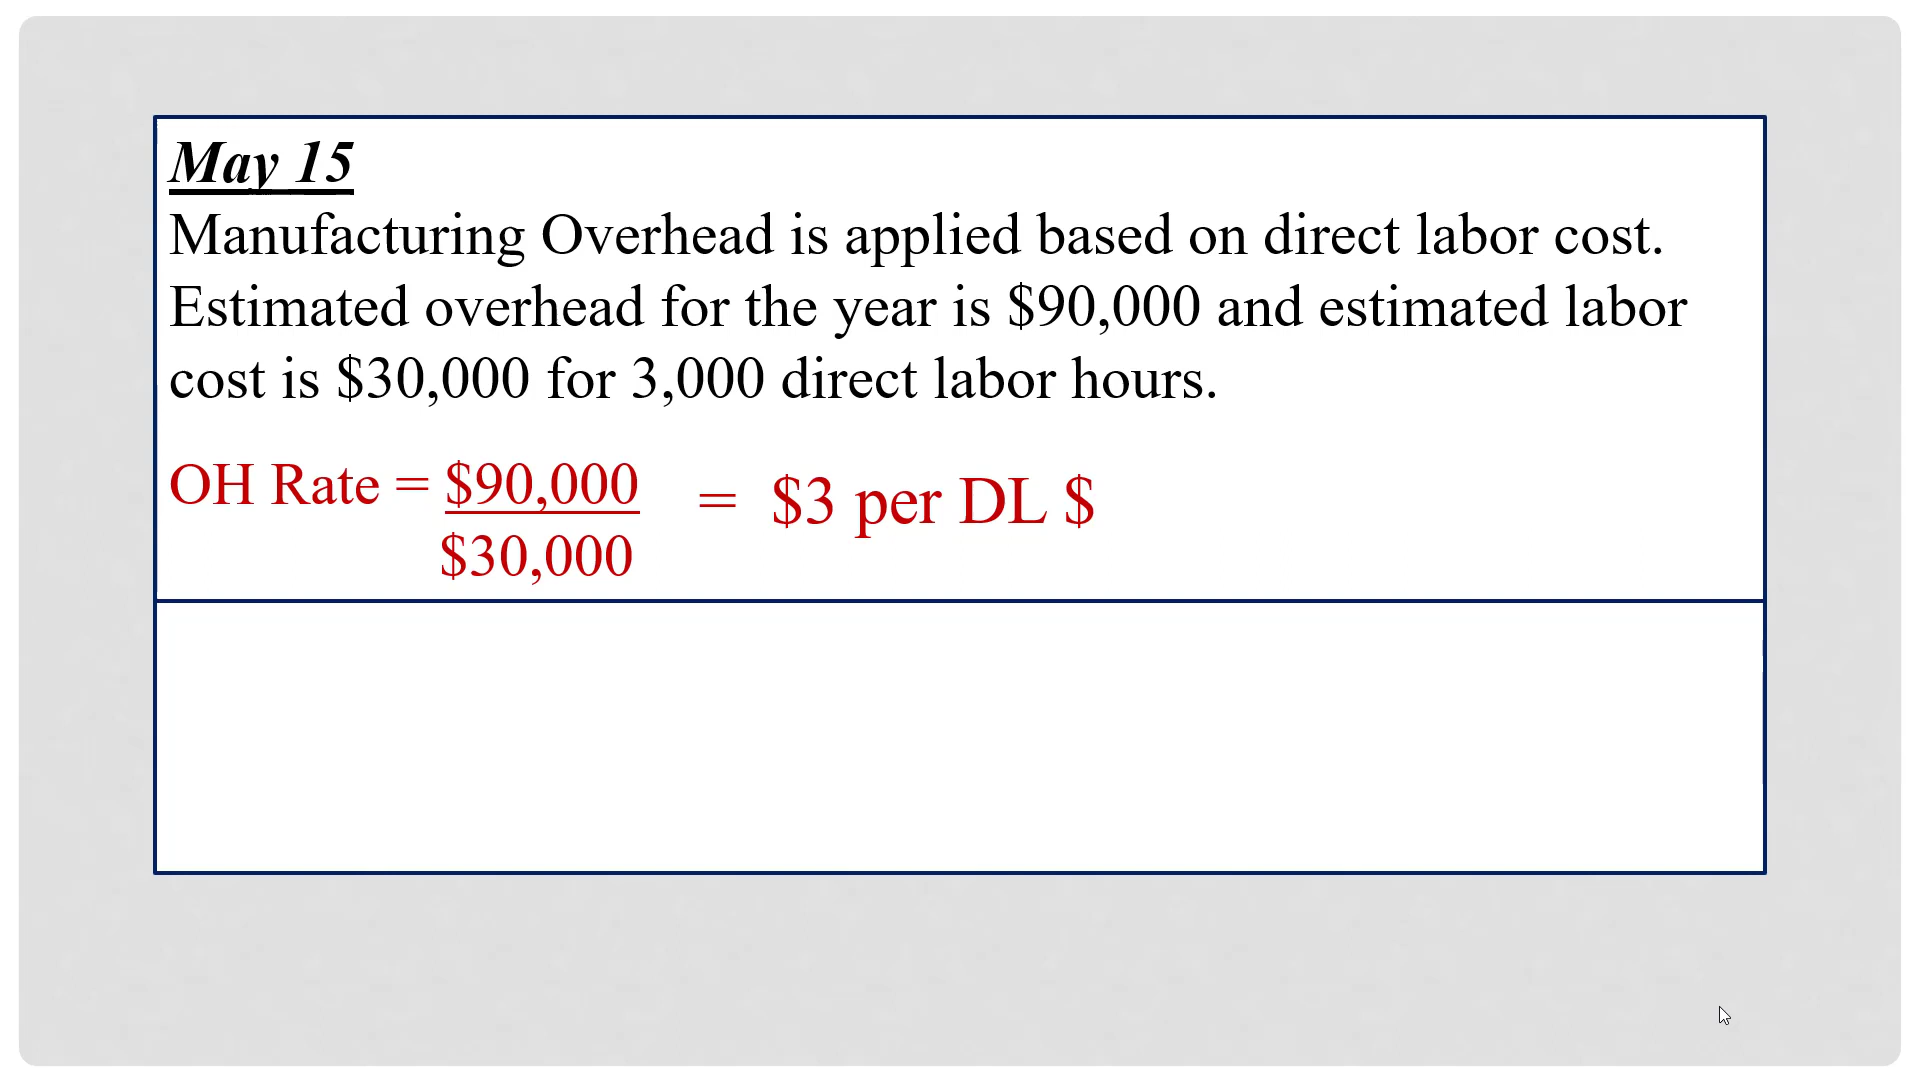 May 15
Manufacturing Overhead is applied based on direct labor cost.
Estimated overhead for the year is $90,000 and estimated labor
cost is $30,000 for 3,000 direct labor hours.
OH Rate = $90,000 = $3 per DL $
$30,000